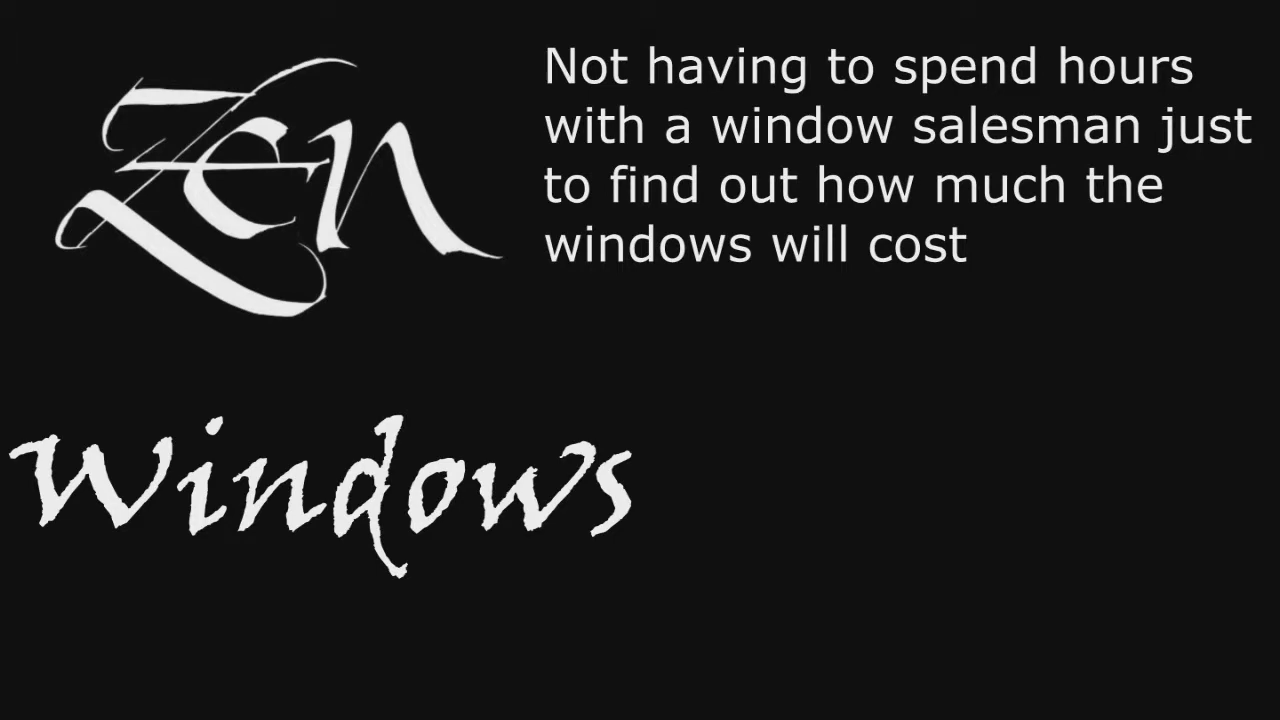 Zen
Not having to spend hours
with a window salesman just
to find out how much the
windows will cost
Windows